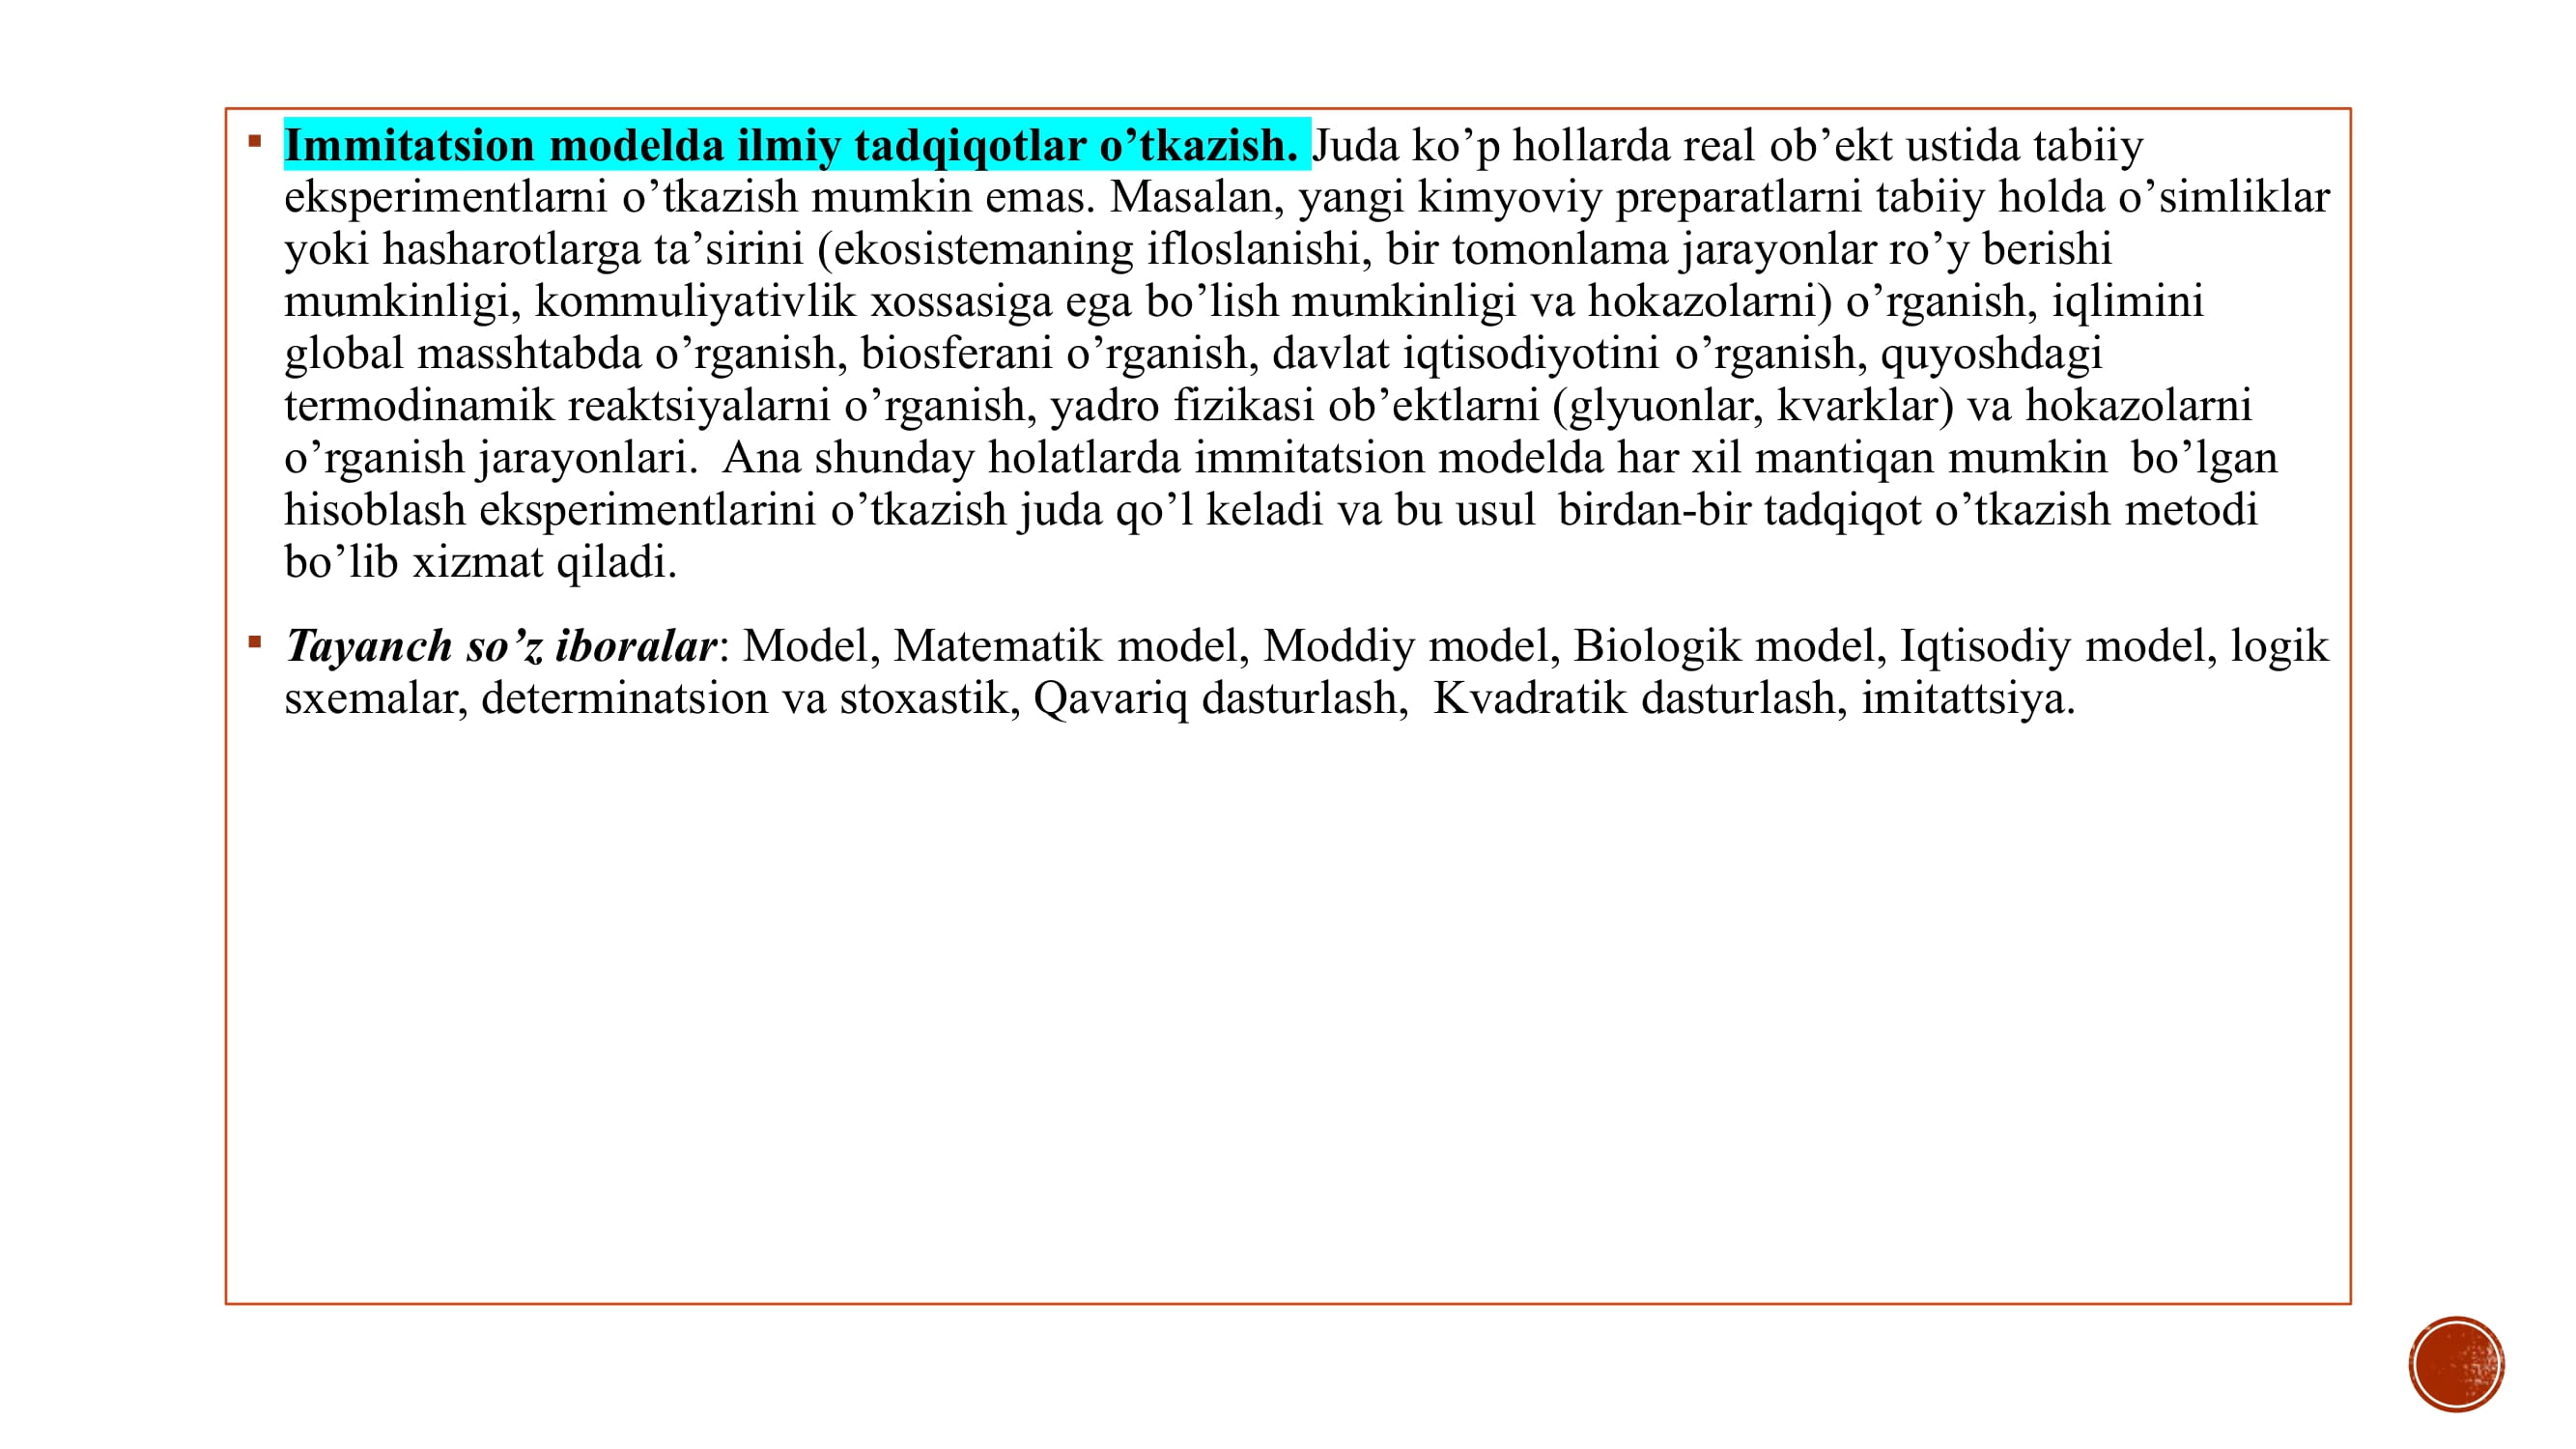 ▪ Immitatsion modelda ilmiy tadqiqotlar o’tkazish. Juda ko’p hollarda real ob’ekt ustida tabiiy
eksperimentlarni o’tkazish mumkin emas. Masalan, yangi kimyoviy preparatlarni tabiiy holda o’simliklar
yoki hasharotlarga ta’sirini (ekosistemaning ifloslanishi, bir tomonlama jarayonlar ro’y berishi
mumkinligi, kommuliyativlik xossasiga ega bo’lish mumkinligi va hokazolarni) o’rganish, iqlimini
global masshtabda o’rganish, biosferani o’rganish, davlat iqtisodiyotini o’rganish, quyoshdagi
termodinamik reaktsiyalarni o’rganish, yadro fizikasi ob’ektlarni (glyuonlar, kvarklar) va hokazolarni
o’rganish jarayonlari.  Ana shunday holatlarda immitatsion modelda har xil mantiqan mumkin  bo’lgan
hisoblash eksperimentlarini o’tkazish juda qo’l keladi va bu usul  birdan-bir tadqiqot o’tkazish metodi
bo’lib xizmat qiladi.
▪ Tayanch so’z iboralar: Model, Matematik model, Moddiy model, Biologik model, Iqtisodiy model, logik
sxemalar, determinatsion va stoxastik, Qavariq dasturlash,  Kvadratik dasturlash, imitattsiya.